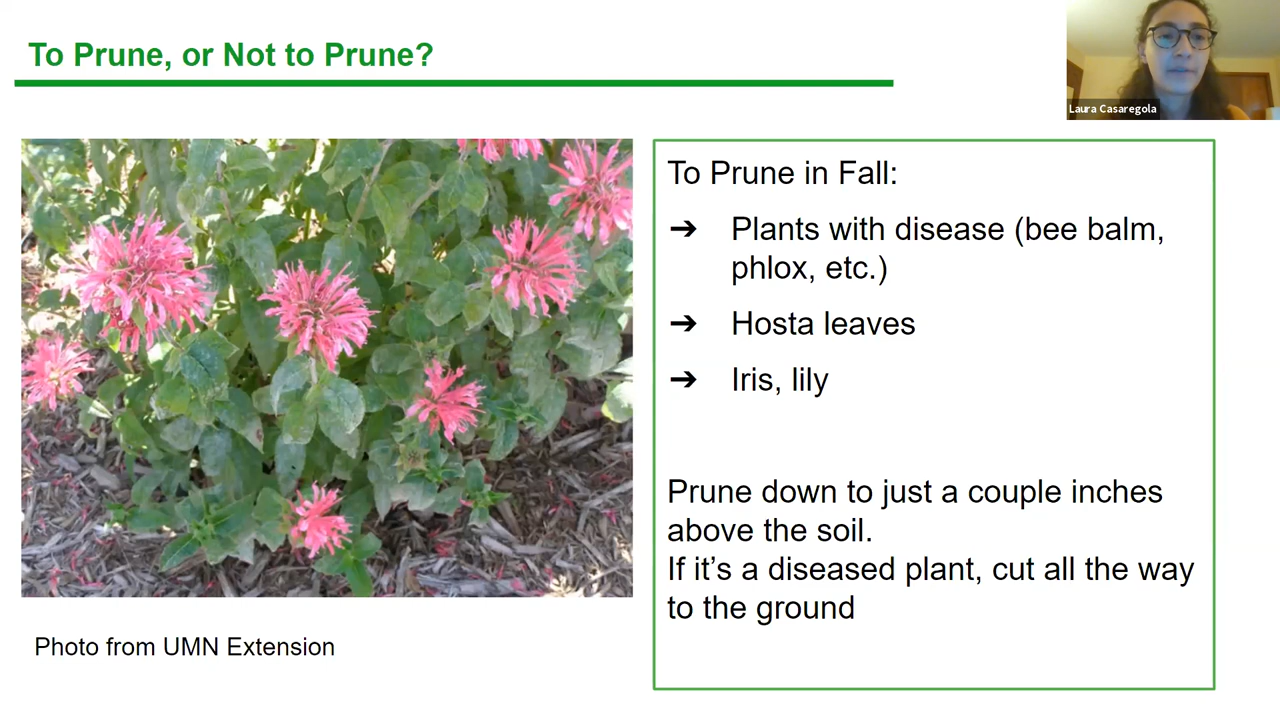 To Prune, or Not to Prune?
Laura Casaregola
To Prune in Fall:
➔ Plants with disease (bee balm,
phlox, etc.)
➔ Hosta leaves
➔ Iris, lily
Prune down to just a couple inches
above the soil.
If it’s a diseased plant, cut all the way
to the ground
Photo from UMN Extension